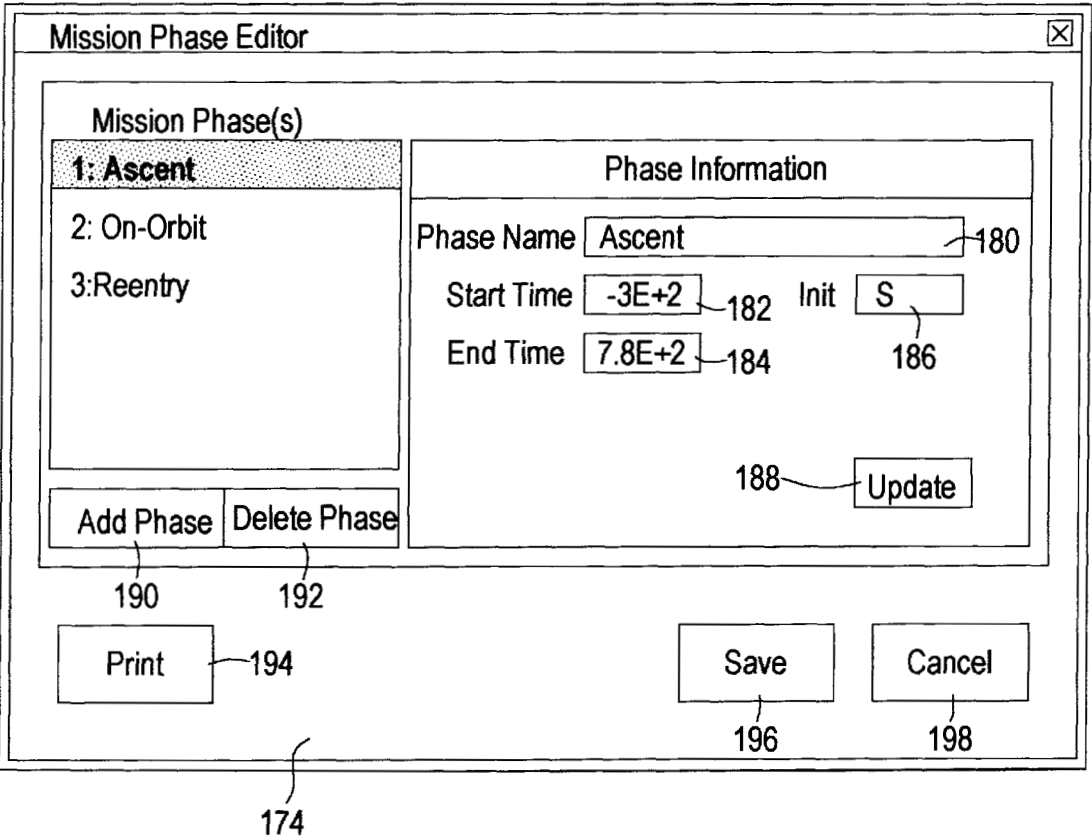 Mission Phase Editor
Mission Phase(s)
1: Ascent
2: On-Orbit
3:Reentry
Phase Information
Phase Name Ascent 180
Start Time -3E+2 182 Init S 186
End Time 7.8E+2 184
188 Update
Add Phase Delete Phase
190 192
Print 194 Save Cancel
196 198
174